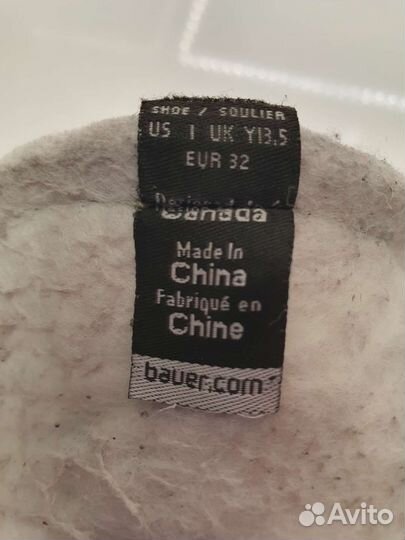 SHOE / SOULIER
US 1 UK Y13.5
EUR 32
Canada
Made In
China
Fabriqué en
Chine
bauer.com
Avito